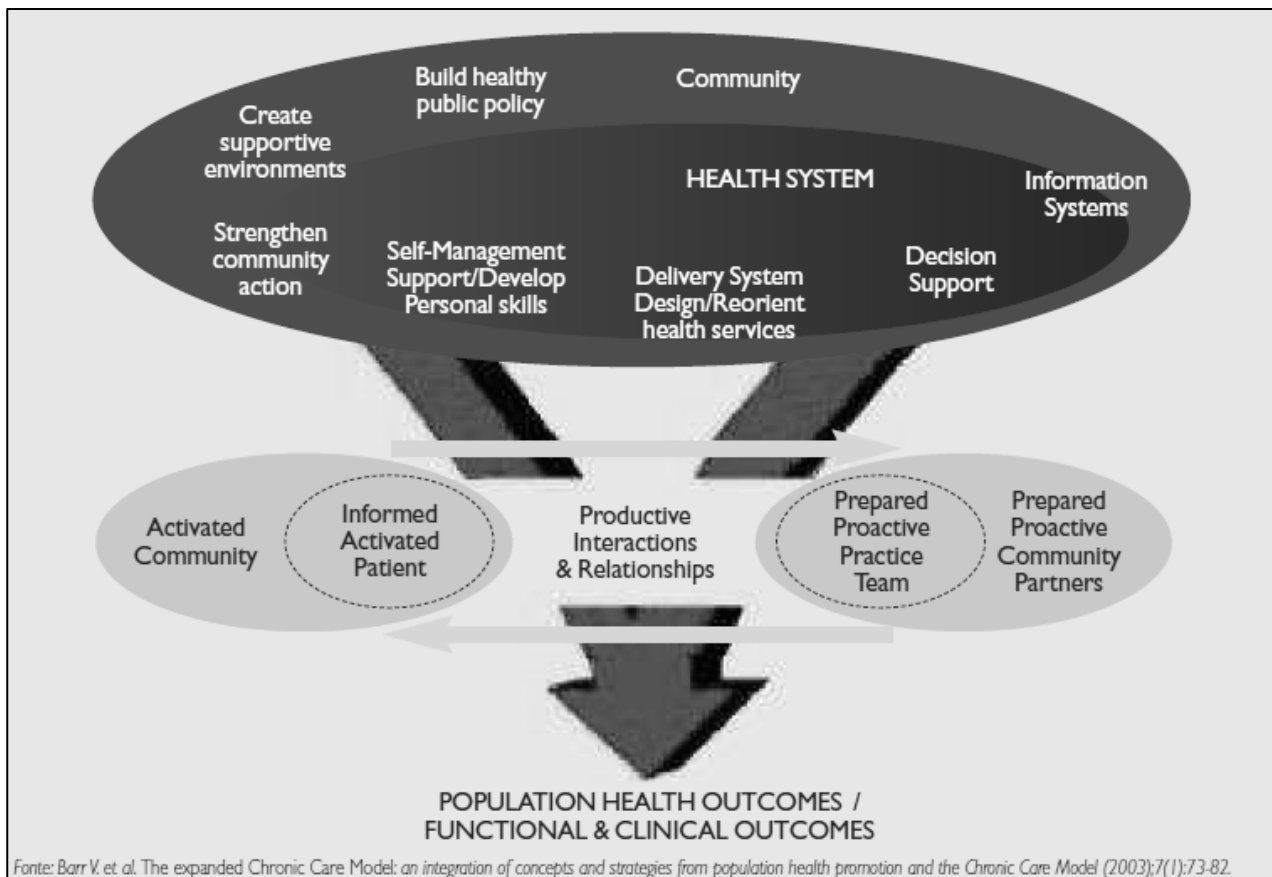 Build healthy
public policy
Community
Create
supportive
environments
HEALTH SYSTEM
Information
Systems
Strengthen
community
action
Self-Management
Support/Develop
Personal skills
Delivery System
Design/Reorient
health services
Decision
Support
Activated
Community
Informed
Activated
Patient
Productive
Interactions
& Relationships
Prepared
Proactive
Practice
Team
Prepared
Proactive
Community
Partners
POPULATION HEALTH OUTCOMES /
FUNCTIONAL & CLINICAL OUTCOMES
Fonte: Barr V. et al. The expanded Chronic Care Model: an integration of concepts and strategies from population health promotion and the Chronic Care Model (2003);7(1):73-82.